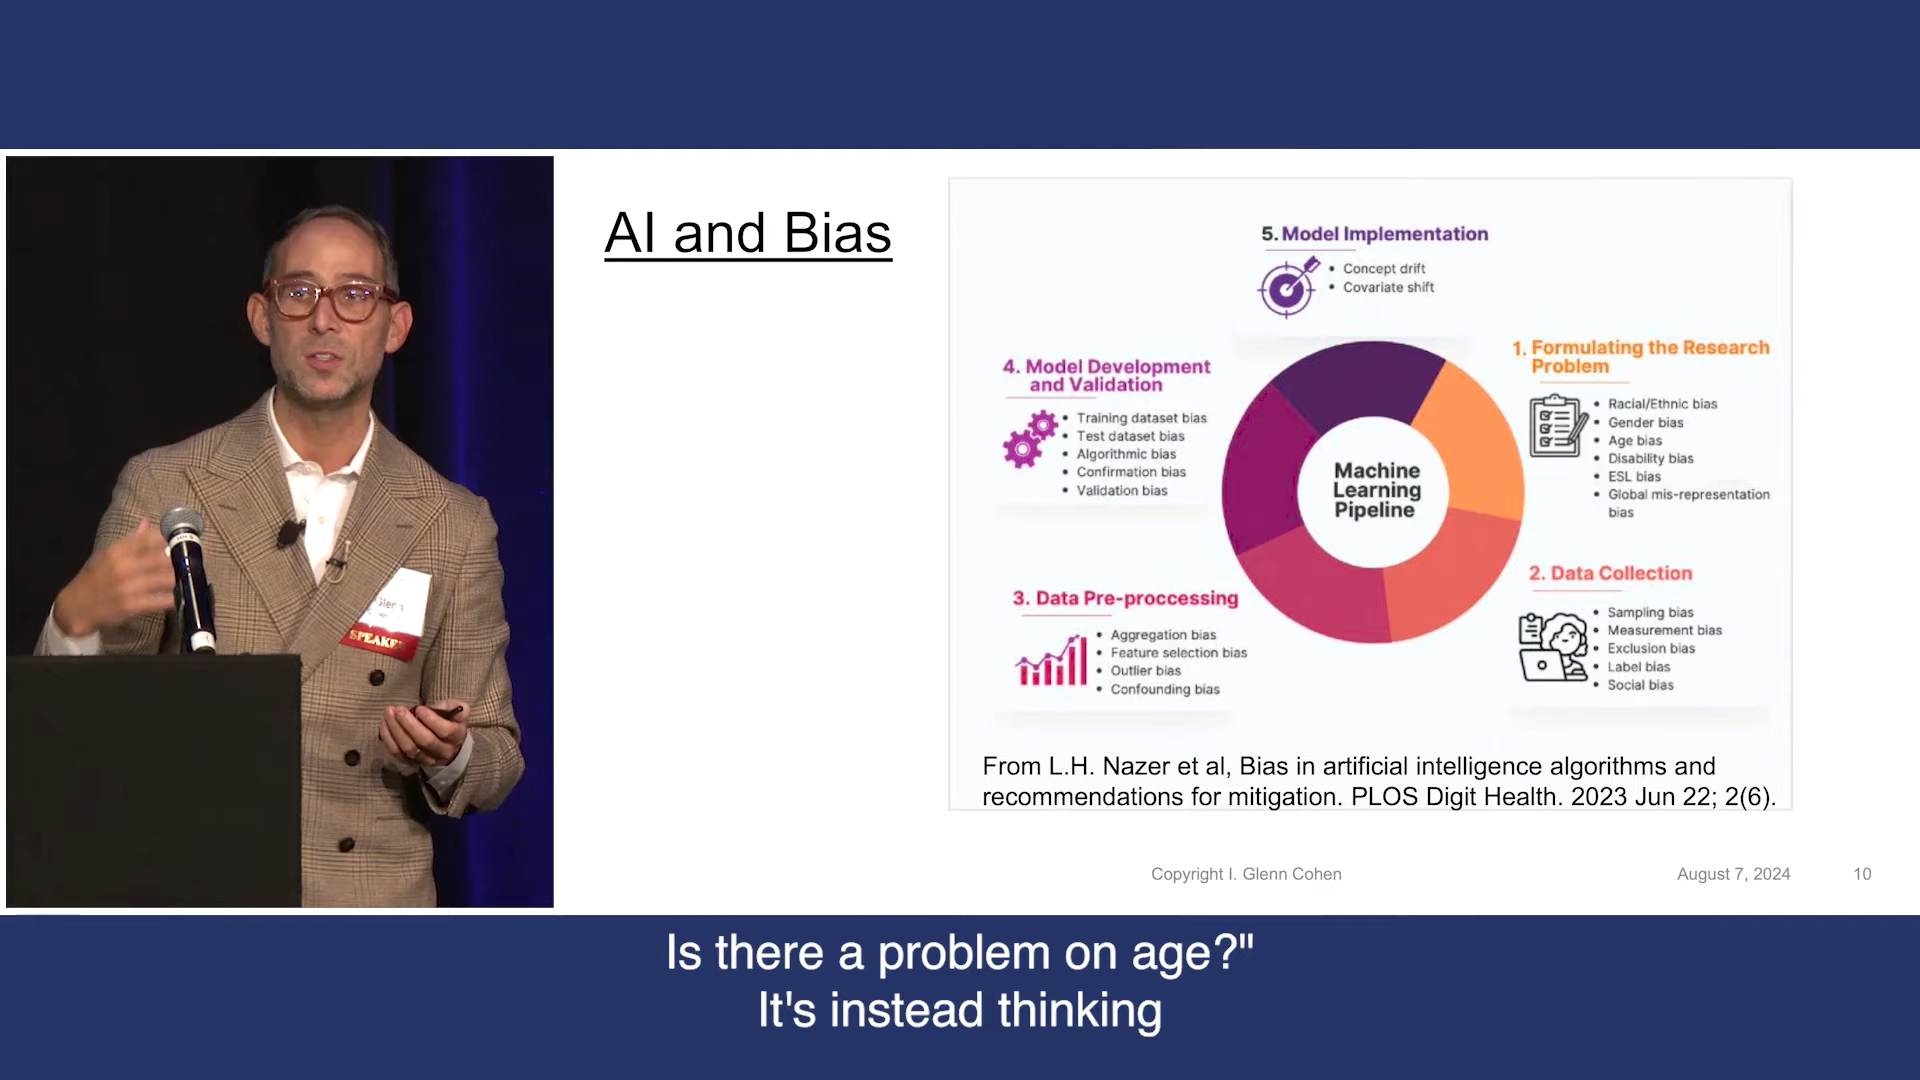 AI and Bias
5. Model Implementation
• Concept drift
• Covariate shift
1. Formulating the Research
Problem
• Racial/Ethnic bias
• Gender bias
• Age bias
• Disability bias
• ESL bias
• Global mis-representation
bias
2. Data Collection
• Sampling bias
• Measurement bias
• Exclusion bias
• Label bias
• Social bias
3. Data Pre-proccessing
• Aggregation bias
• Feature selection bias
• Outlier bias
• Confounding bias
4. Model Development
and Validation
• Training dataset bias
• Test dataset bias
• Algorithmic bias
• Confirmation bias
• Validation bias
Machine
Learning
Pipeline
From L.H. Nazer et al, Bias in artificial intelligence algorithms and
recommendations for mitigation. PLOS Digit Health. 2023 Jun 22; 2(6).
Copyright I. Glenn Cohen
August 7, 2024
10
Glenn
SPEAKER
Is there a problem on age?"
It's instead thinking